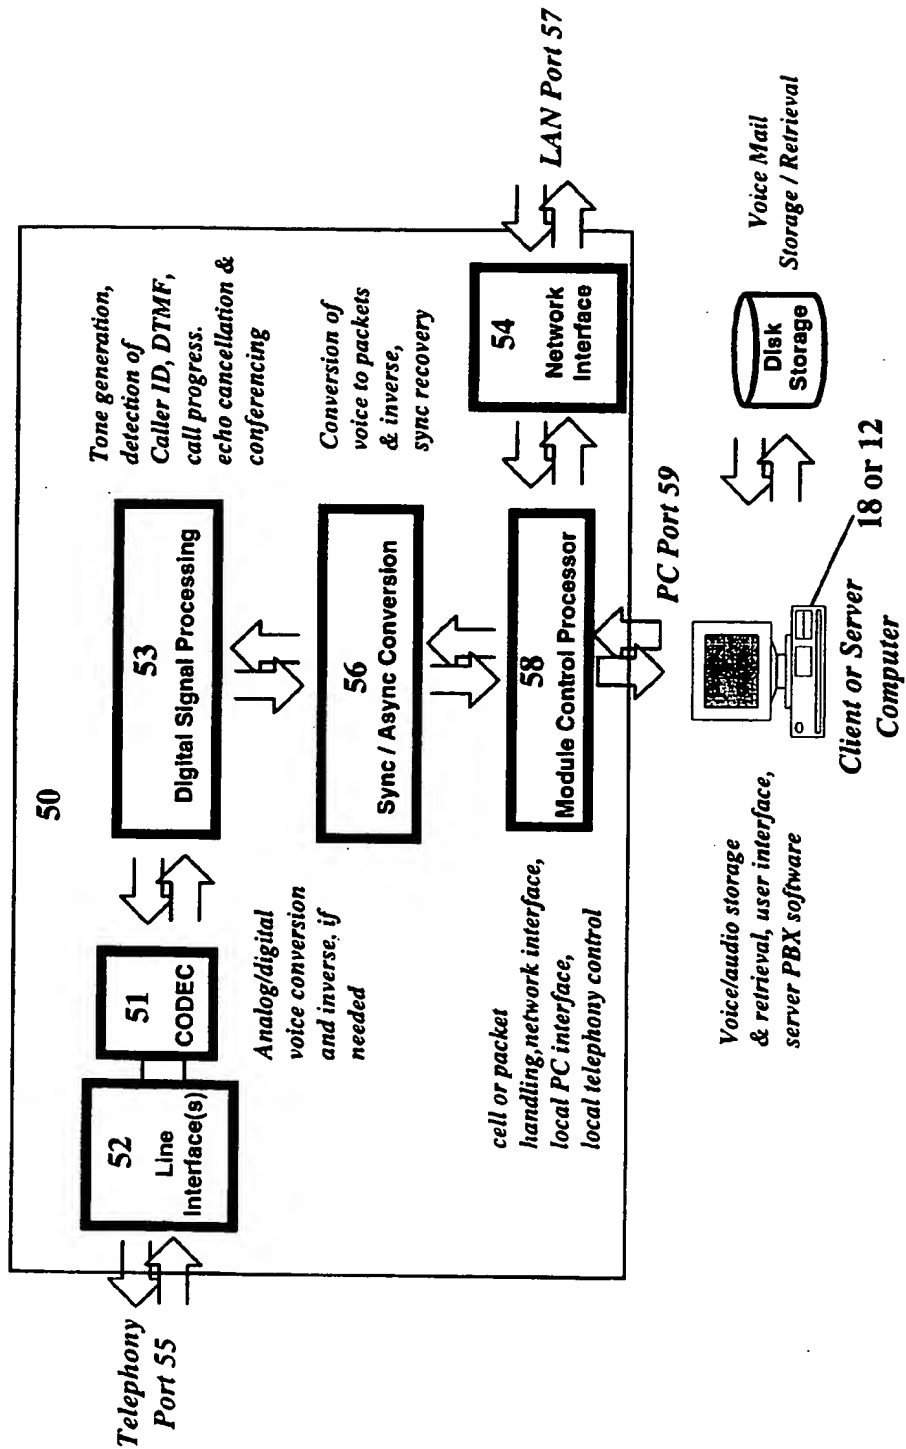 50
Telephony
Port 55
52
Line
Interface(s)
51
CODEC
53
Digital Signal Processing
Tone generation,
detection of
Caller ID, DTMF,
call progress.
echo cancellation &
conferencing
Analog/digital
voice conversion
and inverse, if
needed
56
Sync / Async Conversion
Conversion of
voice to packets
& inverse,
sync recovery
cell or packet
handling,network interface,
local PC interface,
local telephony control
58
Module Control Processor
54
Network
Interface
LAN Port 57
PC Port 59
Voice/audio storage
& retrieval, user interface,
server PBX software
Client or Server
Computer
18 or 12
Disk
Storage
Voice Mail
Storage / Retrieval